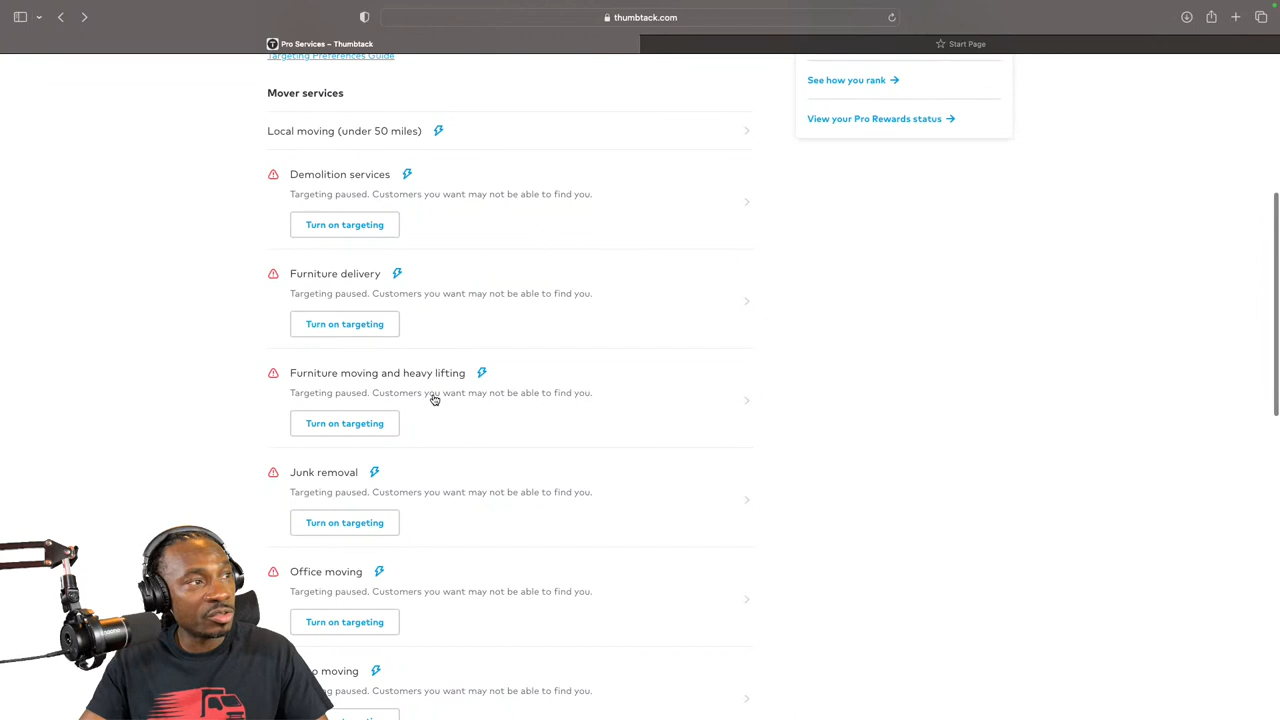 thumbtack.com
Pro Services – Thumbtack
Start Page
Targeting Preferences Guide
See how you rank →
Mover services
View your Pro Rewards status →
Local moving (under 50 miles)
Demolition services
Targeting paused. Customers you want may not be able to find you.
Turn on targeting
Furniture delivery
Targeting paused. Customers you want may not be able to find you.
Turn on targeting
Furniture moving and heavy lifting
Targeting paused. Customers you want may not be able to find you.
Turn on targeting
Junk removal
Targeting paused. Customers you want may not be able to find you.
Turn on targeting
Office moving
Targeting paused. Customers you want may not be able to find you.
Turn on targeting
moving
paused. Customers you want may not be able to find you.